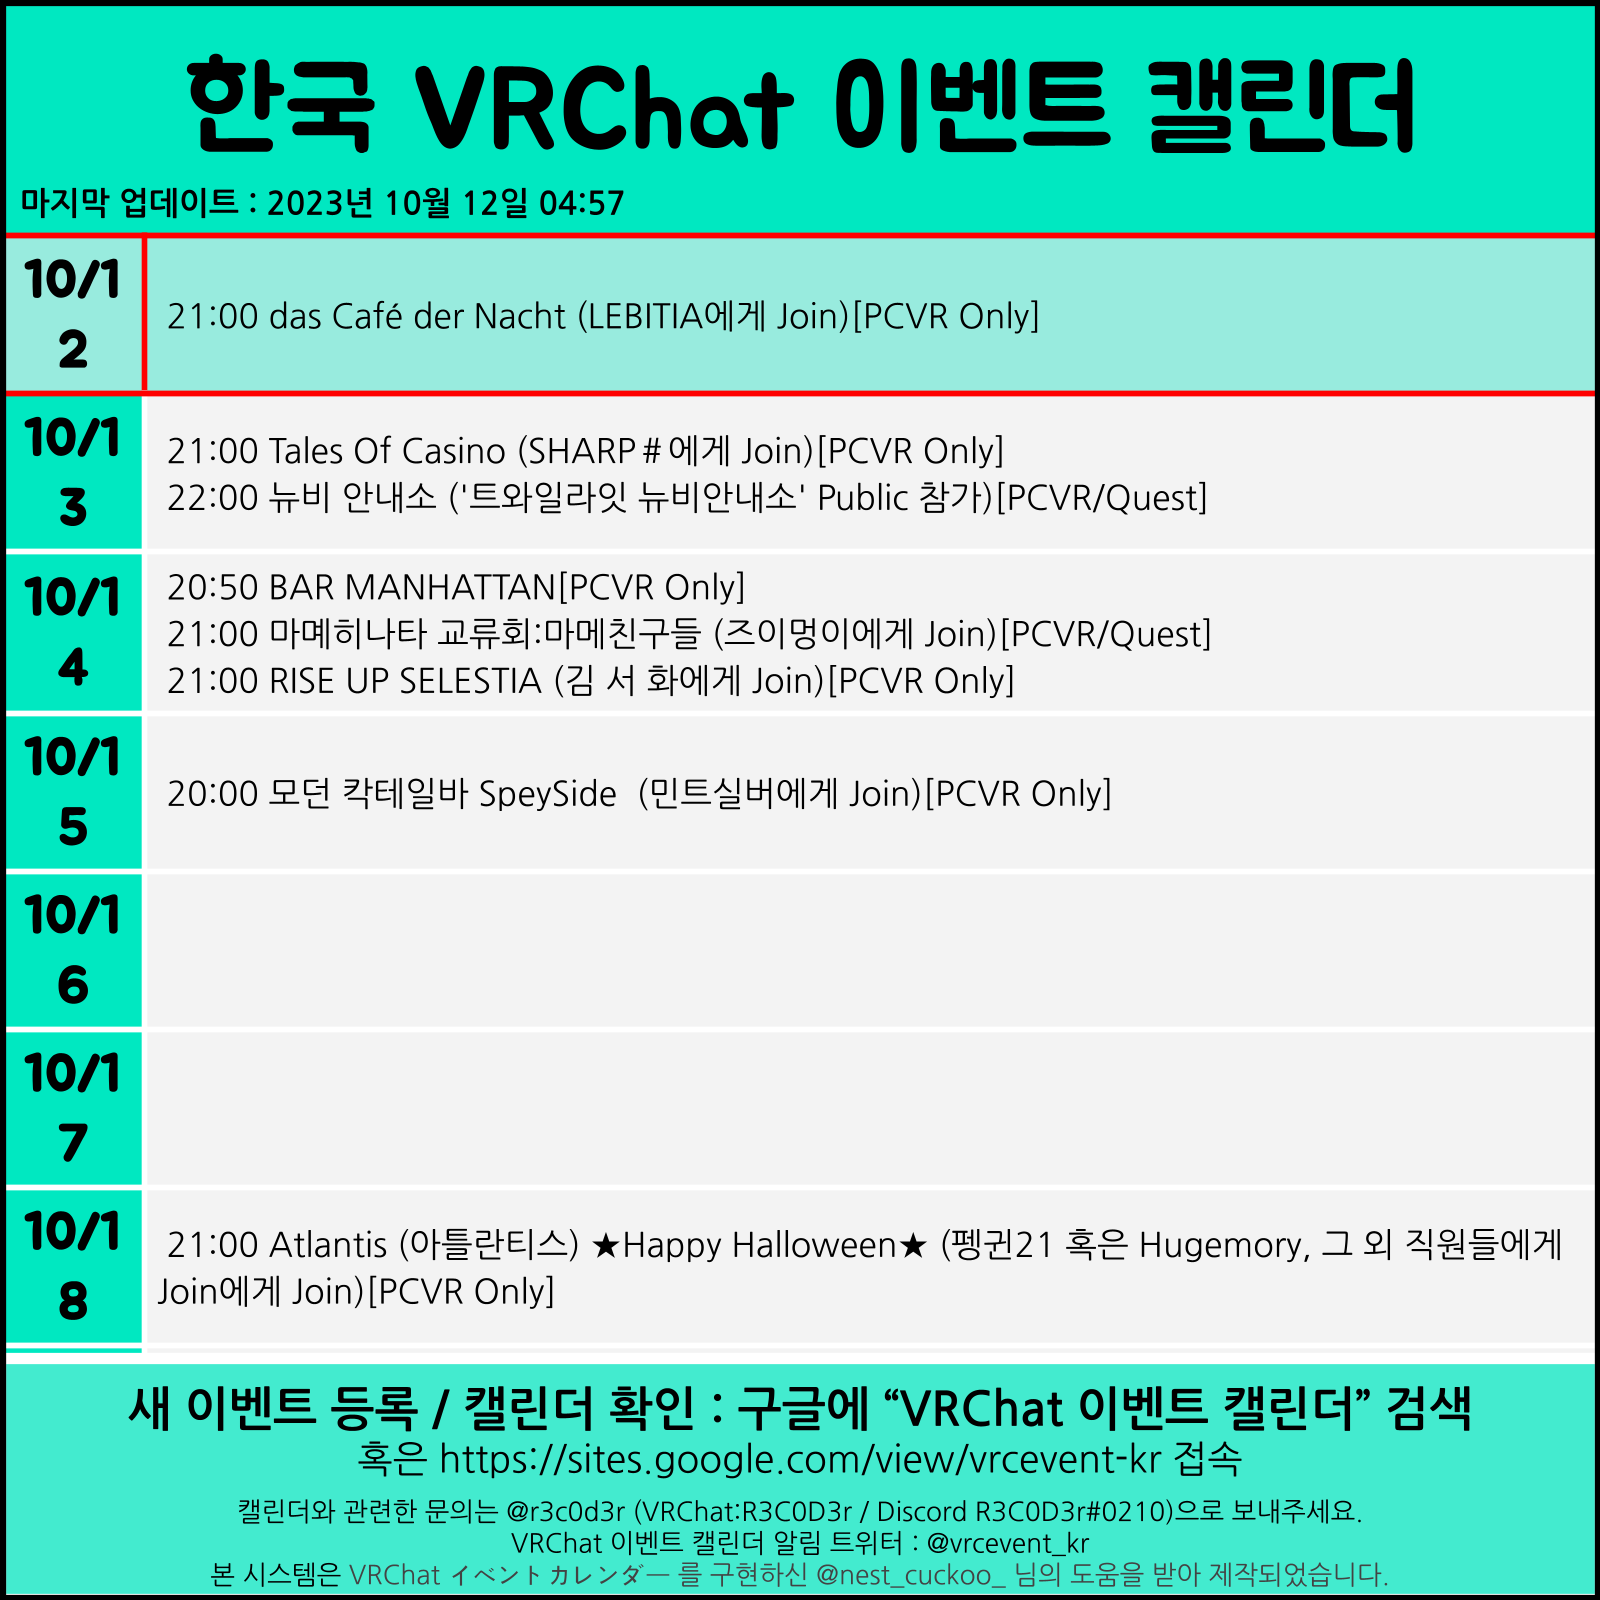 한국 VRChat 이벤트 캘린더
마지막 업데이트 : 2023년 10월 12일 04:57
10/1
2
21:00 das Café der Nacht (LEBITIA에게 Join)[PCVR Only]
10/1
3
21:00 Tales Of Casino (SHARP＃에게 Join)[PCVR Only]
22:00 뉴비 안내소 ('트와일라잇 뉴비안내소' Public 참가)[PCVR/Quest]
10/1
4
20:50 BAR MANHATTAN[PCVR Only]
21:00 마몌히나타 교류회:마메친구들 (즈이멍이에게 Join)[PCVR/Quest]
21:00 RISE UP SELESTIA (김 서 화에게 Join)[PCVR Only]
10/1
5
20:00 모던 칵테일바 SpeySide  (민트실버에게 Join)[PCVR Only]
10/1
6
10/1
7
10/1
8
21:00 Atlantis (아틀란티스) ★Happy Halloween★ (펭귄21 혹은 Hugemory, 그 외 직원들에게
Join에게 Join)[PCVR Only]
새 이벤트 등록 / 캘린더 확인 : 구글에 “VRChat 이벤트 캘린더” 검색
혹은 https://sites.google.com/view/vrcevent-kr 접속
캘린더와 관련한 문의는 @r3c0d3r (VRChat:R3C0D3r / Discord R3C0D3r#0210)으로 보내주세요.
VRChat 이벤트 캘린더 알림 트위터 : @vrcevent_kr
본 시스템은 VRChat イベントカレンダー 를 구현하신 @nest_cuckoo_ 님의 도움을 받아 제작되었습니다.